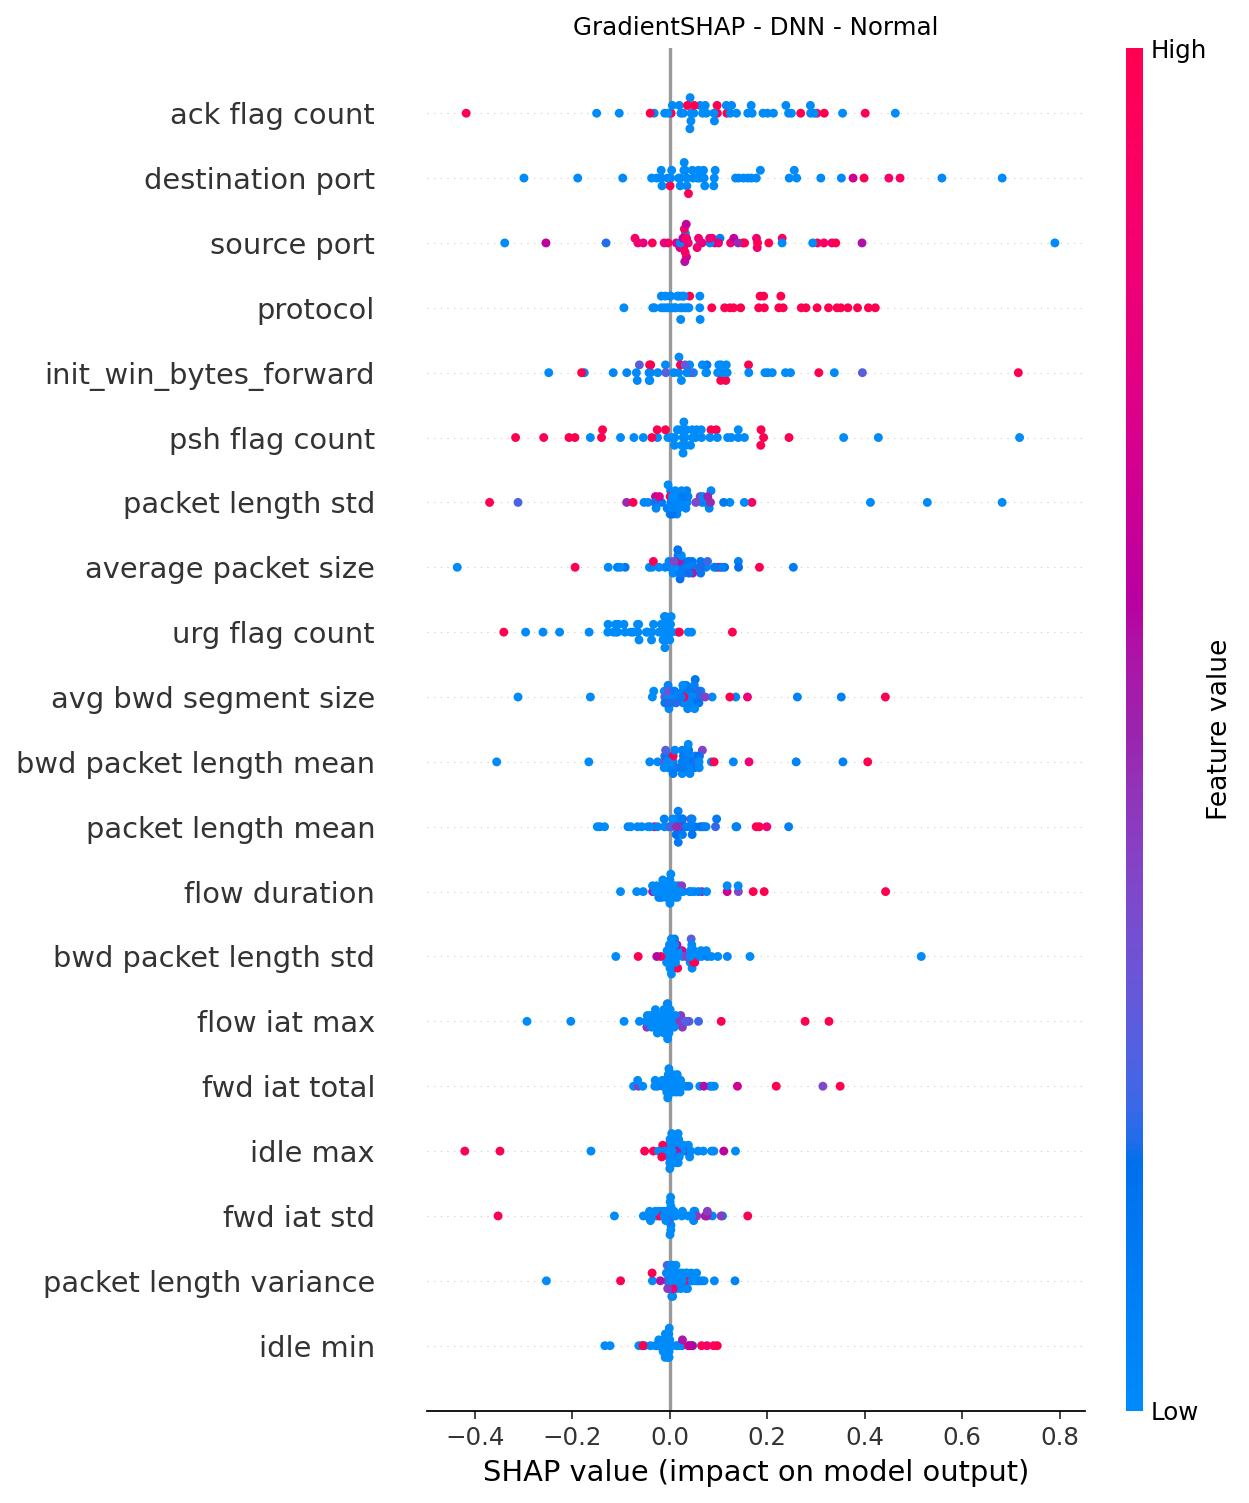 GradientSHAP - DNN - Normal
High
ack flag count
destination port
source port
protocol
init_win_bytes_forward
psh flag count
packet length std
average packet size
urg flag count
avg bwd segment size
bwd packet length mean
packet length mean
flow duration
bwd packet length std
flow iat max
fwd iat total
idle max
fwd iat std
packet length variance
idle min
Feature value
Low
−0.4 −0.2 0.0 0.2 0.4 0.6 0.8
SHAP value (impact on model output)